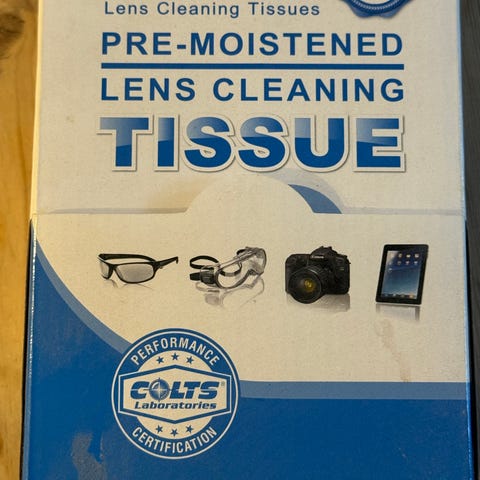 Lens Cleaning Tissues
PRE-MOISTENED
LENS CLEANING
TISSUE
PERFORMANCE
COLTS
Laboratories
CERTIFICATION